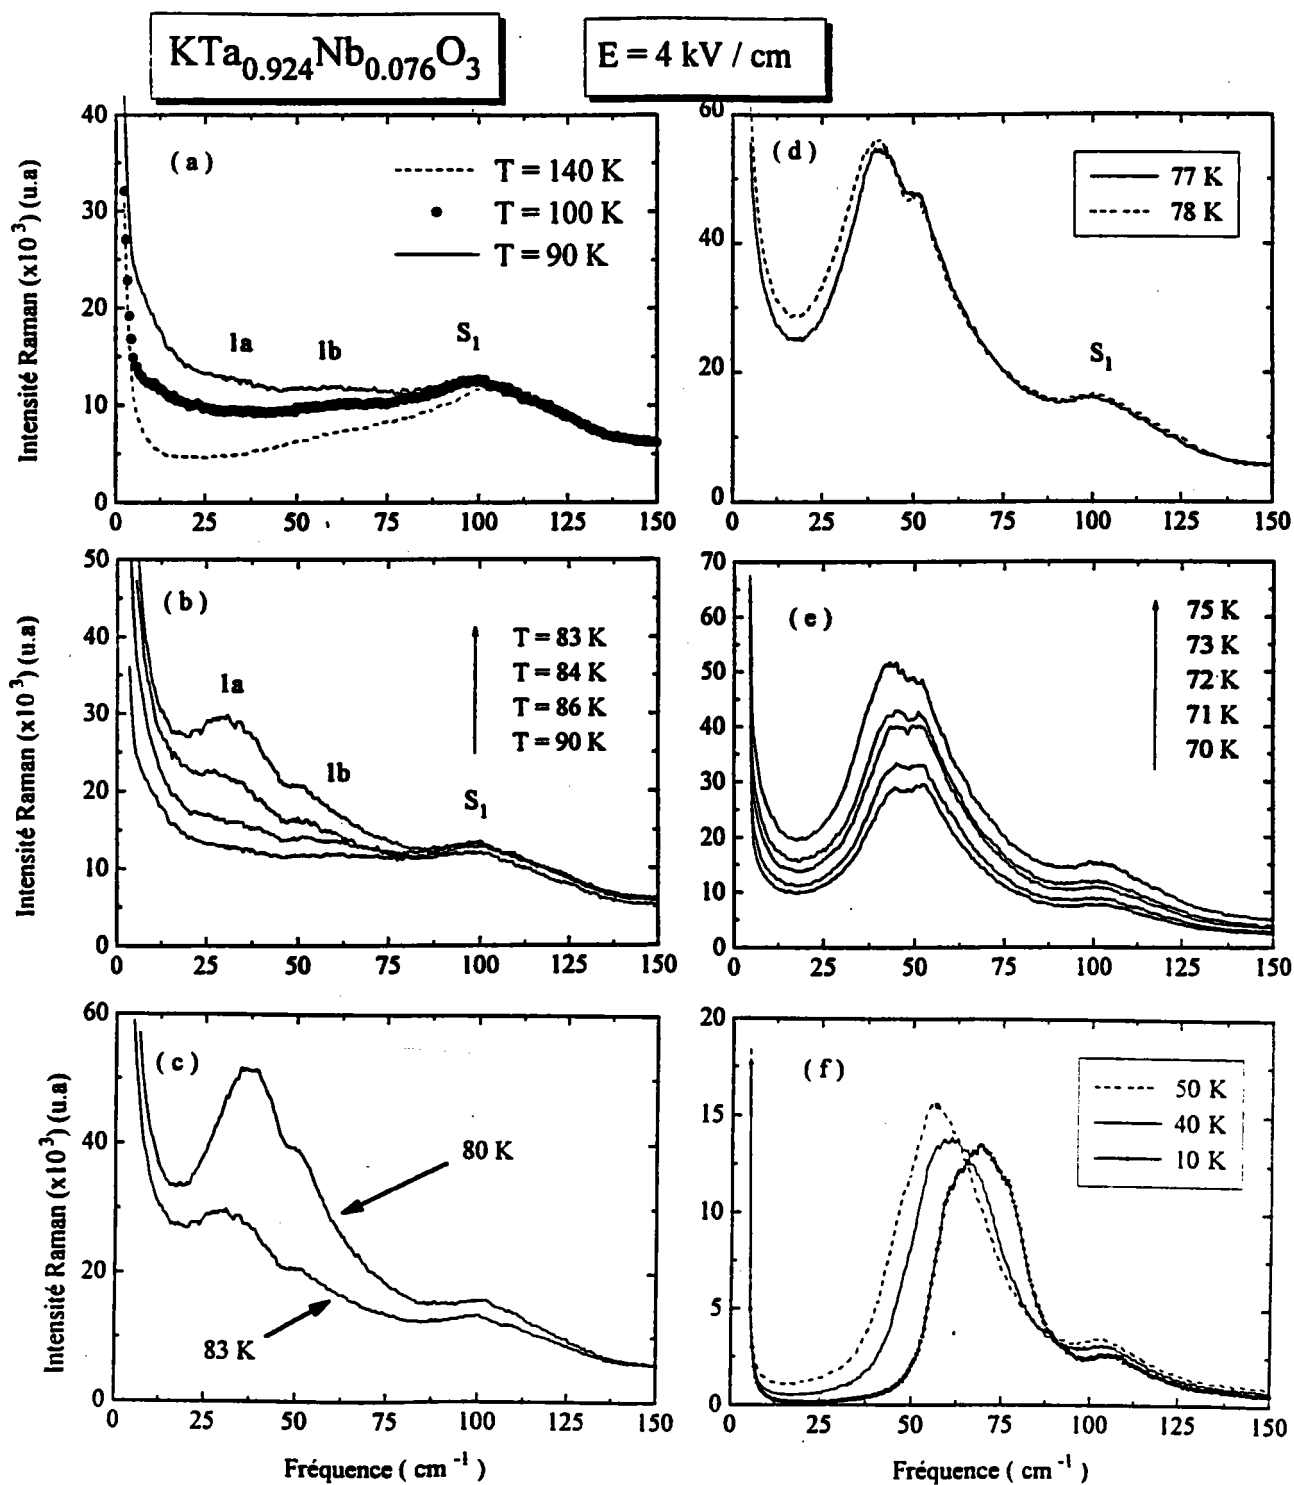 KTa0.924Nb0.076O3
E = 4 kV / cm
Intensité Raman (x10 3) (u.a)
40
30
20
10
0
( a )
T = 140 K
T = 100 K
T = 90 K
1a
1b
S1
0 25 50 75 100 125 150
60
40
20
0
( d )
77 K
78 K
S1
0 25 50 75 100 125 150
Intensité Raman (x10 3) (u.a)
50
40
30
20
10
0
( b )
T = 83 K
T = 84 K
T = 86 K
T = 90 K
1a
1b
S1
0 25 50 75 100 125 150
70
60
50
40
30
20
10
0
( e )
75 K
73 K
72 K
71 K
70 K
0 25 50 75 100 125 150
Intensité Raman (x10 3) (u.a)
60
40
20
0
( c )
80 K
83 K
0 25 50 75 100 125 150
Fréquence ( cm -1 )
20
15
10
5
0
( f )
50 K
40 K
10 K
0 25 50 75 100 125 150
Fréquence ( cm -1 )